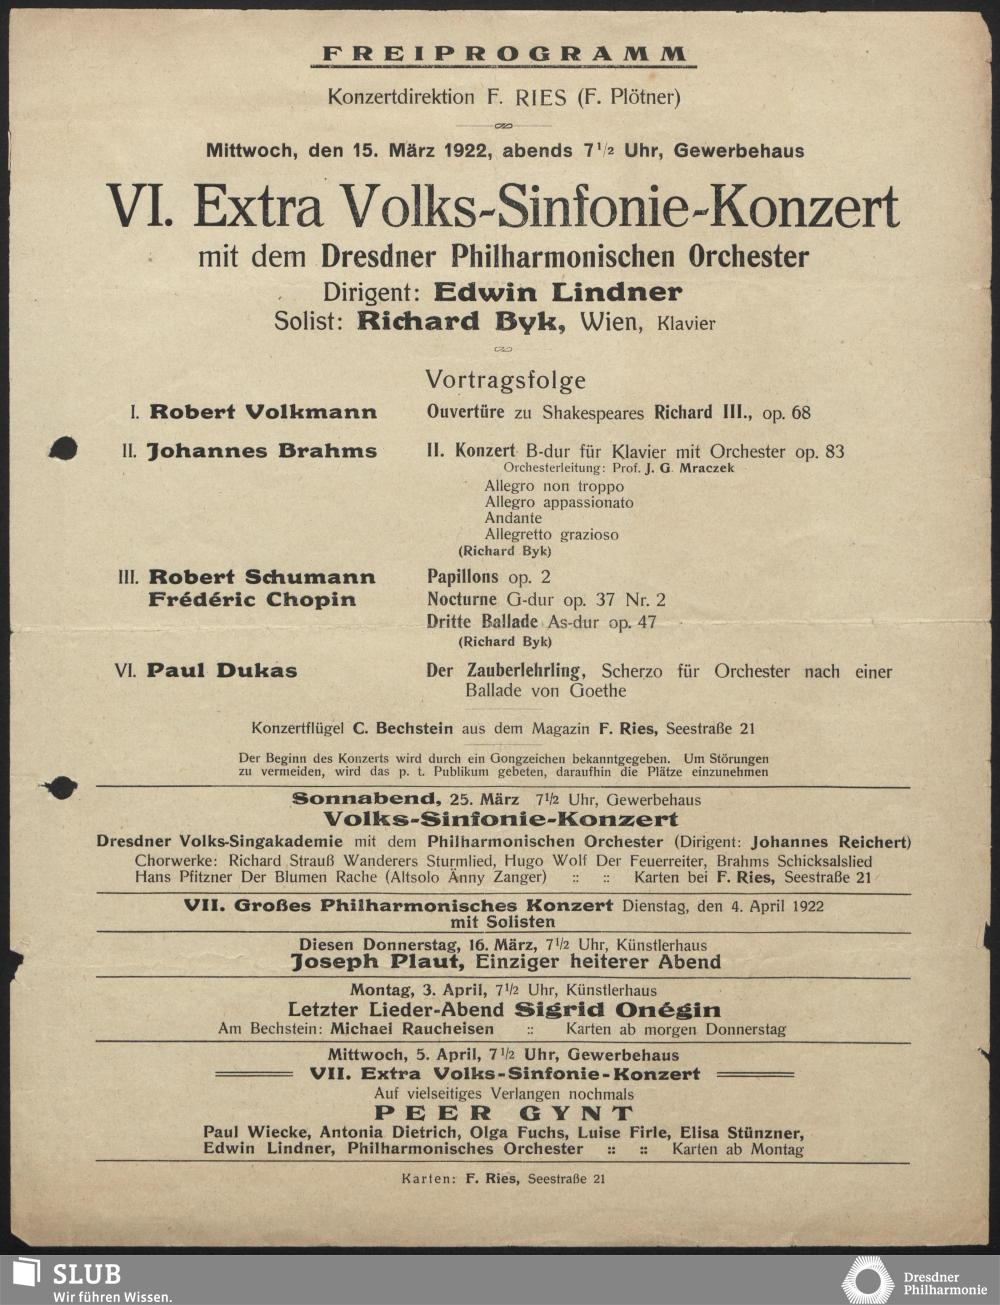 FREIPROGRAMM
Konzertdirektion F. RIES (F. Plötner)
Mittwoch, den 15. März 1922, abends 7 1/2 Uhr, Gewerbehaus
VI. Extra Volks-Sinfonie-Konzert
mit dem Dresdner Philharmonischen Orchester
Dirigent: Edwin Lindner
Solist: Richard Byk, Wien, Klavier
Vortragsfolge
I. Robert Volkmann Ouvertüre zu Shakespeares Richard III., op. 68
II. Johannes Brahms II. Konzert B-dur für Klavier mit Orchester op. 83
Orchesterleitung: Prof. J. G. Mraczek
Allegro non troppo
Allegro appassionato
Andante
Allegretto grazioso
(Richard Byk)
III. Robert Schumann Papillons op. 2
Frédéric Chopin Nocturne G-dur op. 37 Nr. 2
Dritte Ballade As-dur op. 47
(Richard Byk)
VI. Paul Dukas Der Zauberlehrling, Scherzo für Orchester nach einer
Ballade von Goethe
Konzertflügel C. Bechstein aus dem Magazin F. Ries, Seestraße 21
Der Beginn des Konzerts wird durch ein Gongzeichen bekanntgegeben. Um Störungen
zu vermeiden, wird das p. t. Publikum gebeten, daraufhin die Plätze einzunehmen
Sonnabend, 25. März 7 1/2 Uhr, Gewerbehaus
Volks-Sinfonie-Konzert
Dresdner Volks-Singakademie mit dem Philharmonischen Orchester (Dirigent: Johannes Reichert)
Chorwerke: Richard Strauß Wanderers Sturmlied, Hugo Wolf Der Feuerreiter, Brahms Schicksalslied
Hans Pfitzner Der Blumen Rache (Altsolo Änny Zanger) :: :: Karten bei F. Ries, Seestraße 21
VII. Großes Philharmonisches Konzert Dienstag, den 4. April 1922
mit Solisten
Diesen Donnerstag, 16. März, 7 1/2 Uhr, Künstlerhaus
Joseph Plaut, Einziger heiterer Abend
Montag, 3. April, 7 1/2 Uhr, Künstlerhaus
Letzter Lieder-Abend Sigrid Onégin
Am Bechstein: Michael Raucheisen :: Karten ab morgen Donnerstag
Mittwoch, 5. April, 7 1/2 Uhr, Gewerbehaus
VII. Extra Volks-Sinfonie-Konzert
Auf vielseitiges Verlangen nochmals
PEER GYNT
Paul Wiecke, Antonia Dietrich, Olga Fuchs, Luise Firle, Elisa Stünzner,
Edwin Lindner, Philharmonisches Orchester :: :: Karten ab Montag
Karten: F. Ries, Seestraße 21
SLUB
Wir führen Wissen.
Dresdner
Philharmonie